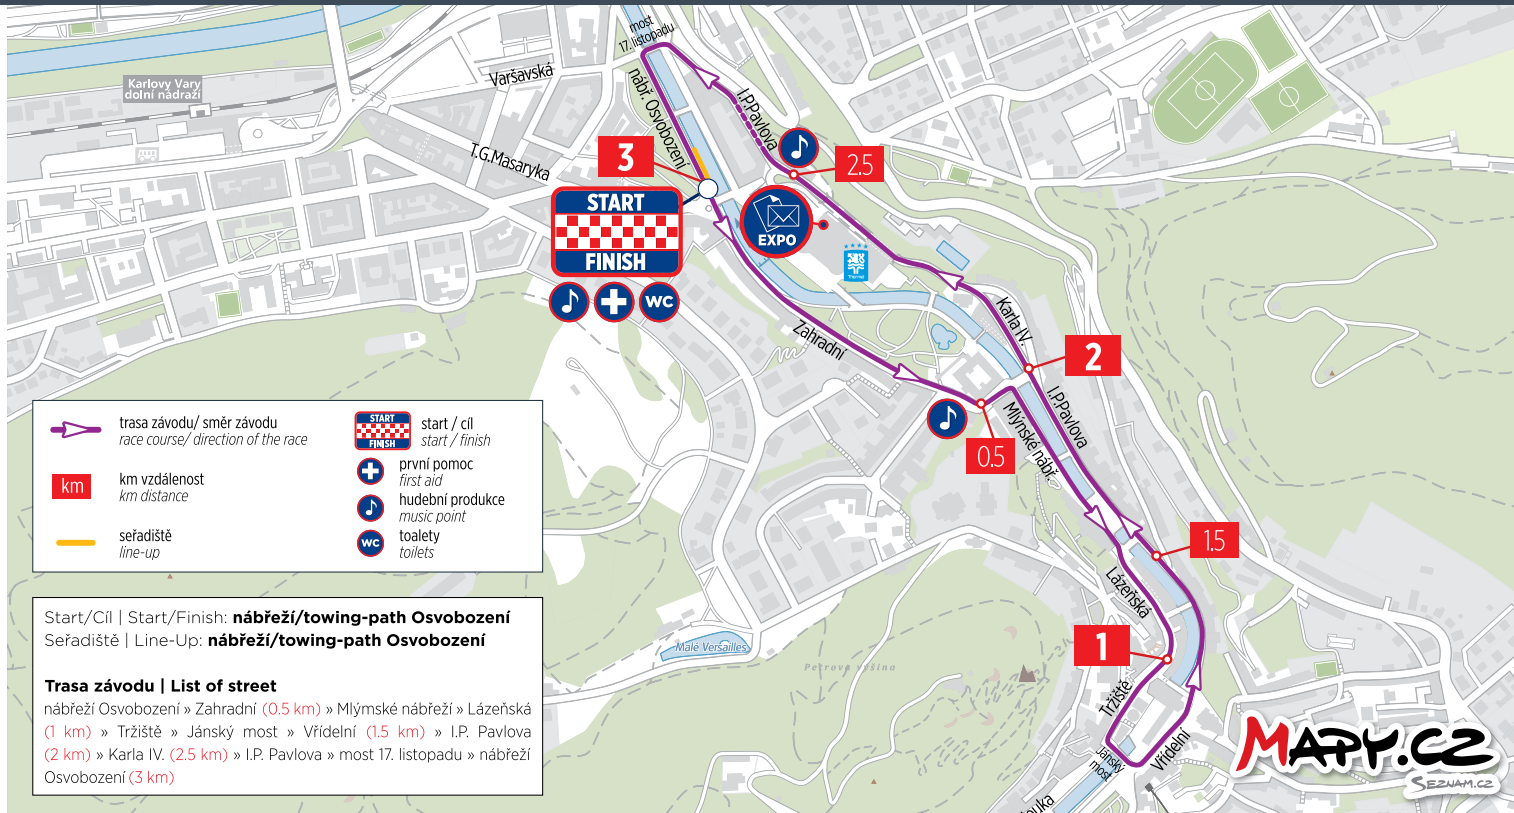 most
17. listopadu
Varšavská
Karlovy Vary
dolní nádraží
nábř. Osvobození
I.P.Pavlova
T.G.Masaryka
3
2.5
START
FINISH
EXPO
Thermal
WC
Zahradní
Karla IV.
2
I.P.Pavlova
Mlýnské nábř.
0.5
1.5
Lázeňská
1
Tržiště
Jánský
most
Vřídelní
Malé Versailles
Petrova výšina
trasa závodu/ směr závodu
race course/ direction of the race
km
km vzdálenost
km distance
seřadiště
line-up
START
FINISH
start / cíl
start / finish
první pomoc
first aid
hudební produkce
music point
WC
toalety
toilets
Start/Cíl | Start/Finish: nábřeží/towing-path Osvobození
Seřadiště | Line-Up: nábřeží/towing-path Osvobození
Trasa závodu | List of street
nábřeží Osvobození » Zahradní (0.5 km) » Mlýmské nábřeží » Lázeňská
(1 km) » Tržiště » Jánský most » Vřídelní (1.5 km) » I.P. Pavlova
(2 km) » Karla IV. (2.5 km) » I.P. Pavlova » most 17. listopadu » nábřeží
Osvobození (3 km)
MAPY.CZ
SEZNAM.CZ